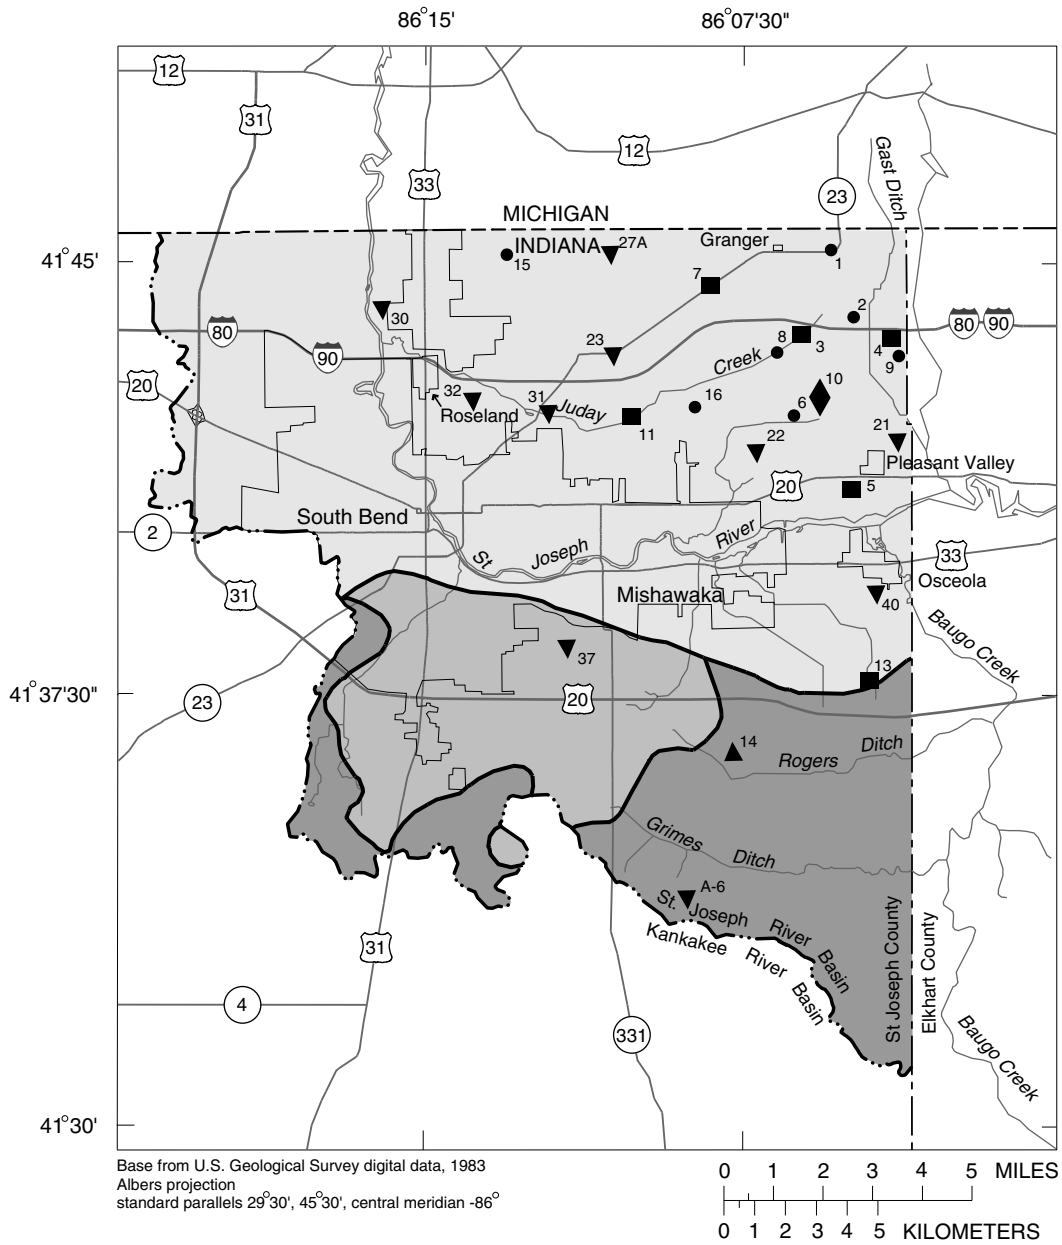 86°15'
86°07'30"
12
31
12
33
23
Gast Ditch
MICHIGAN
INDIANA
27A
Granger
15
1
41°45'
7
2
30
80
80
90
23
8
3
4
90
9
Creek
20
32
31
16
10
Roseland
Juday
6
11
22
21
Pleasant Valley
20
5
South Bend
2
River
St
Joseph
33
Osceola
31
Mishawaka
40
Baugo Creek
37
13
41°37'30"
23
20
14
Rogers
Ditch
Grimes
Ditch
A-6
St. Joseph River Basin
Kankakee River Basin
St Joseph County
Elkhart County
31
4
331
Baugo Creek
41°30'
Base from U.S. Geological Survey digital data, 1983
Albers projection
standard parallels 29°30', 45°30', central meridian -86°
0 1 2 3 4 5 MILES
0 1 2 3 4 5 KILOMETERS